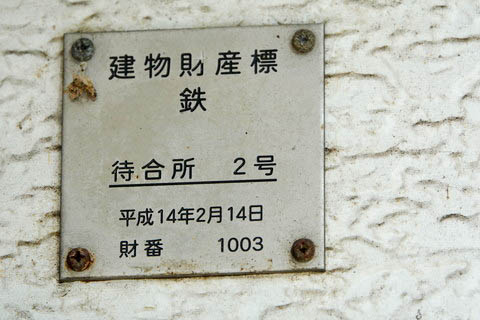 建物財産標
鉄
待合所 2号
平成14年2月14日
財番 1003